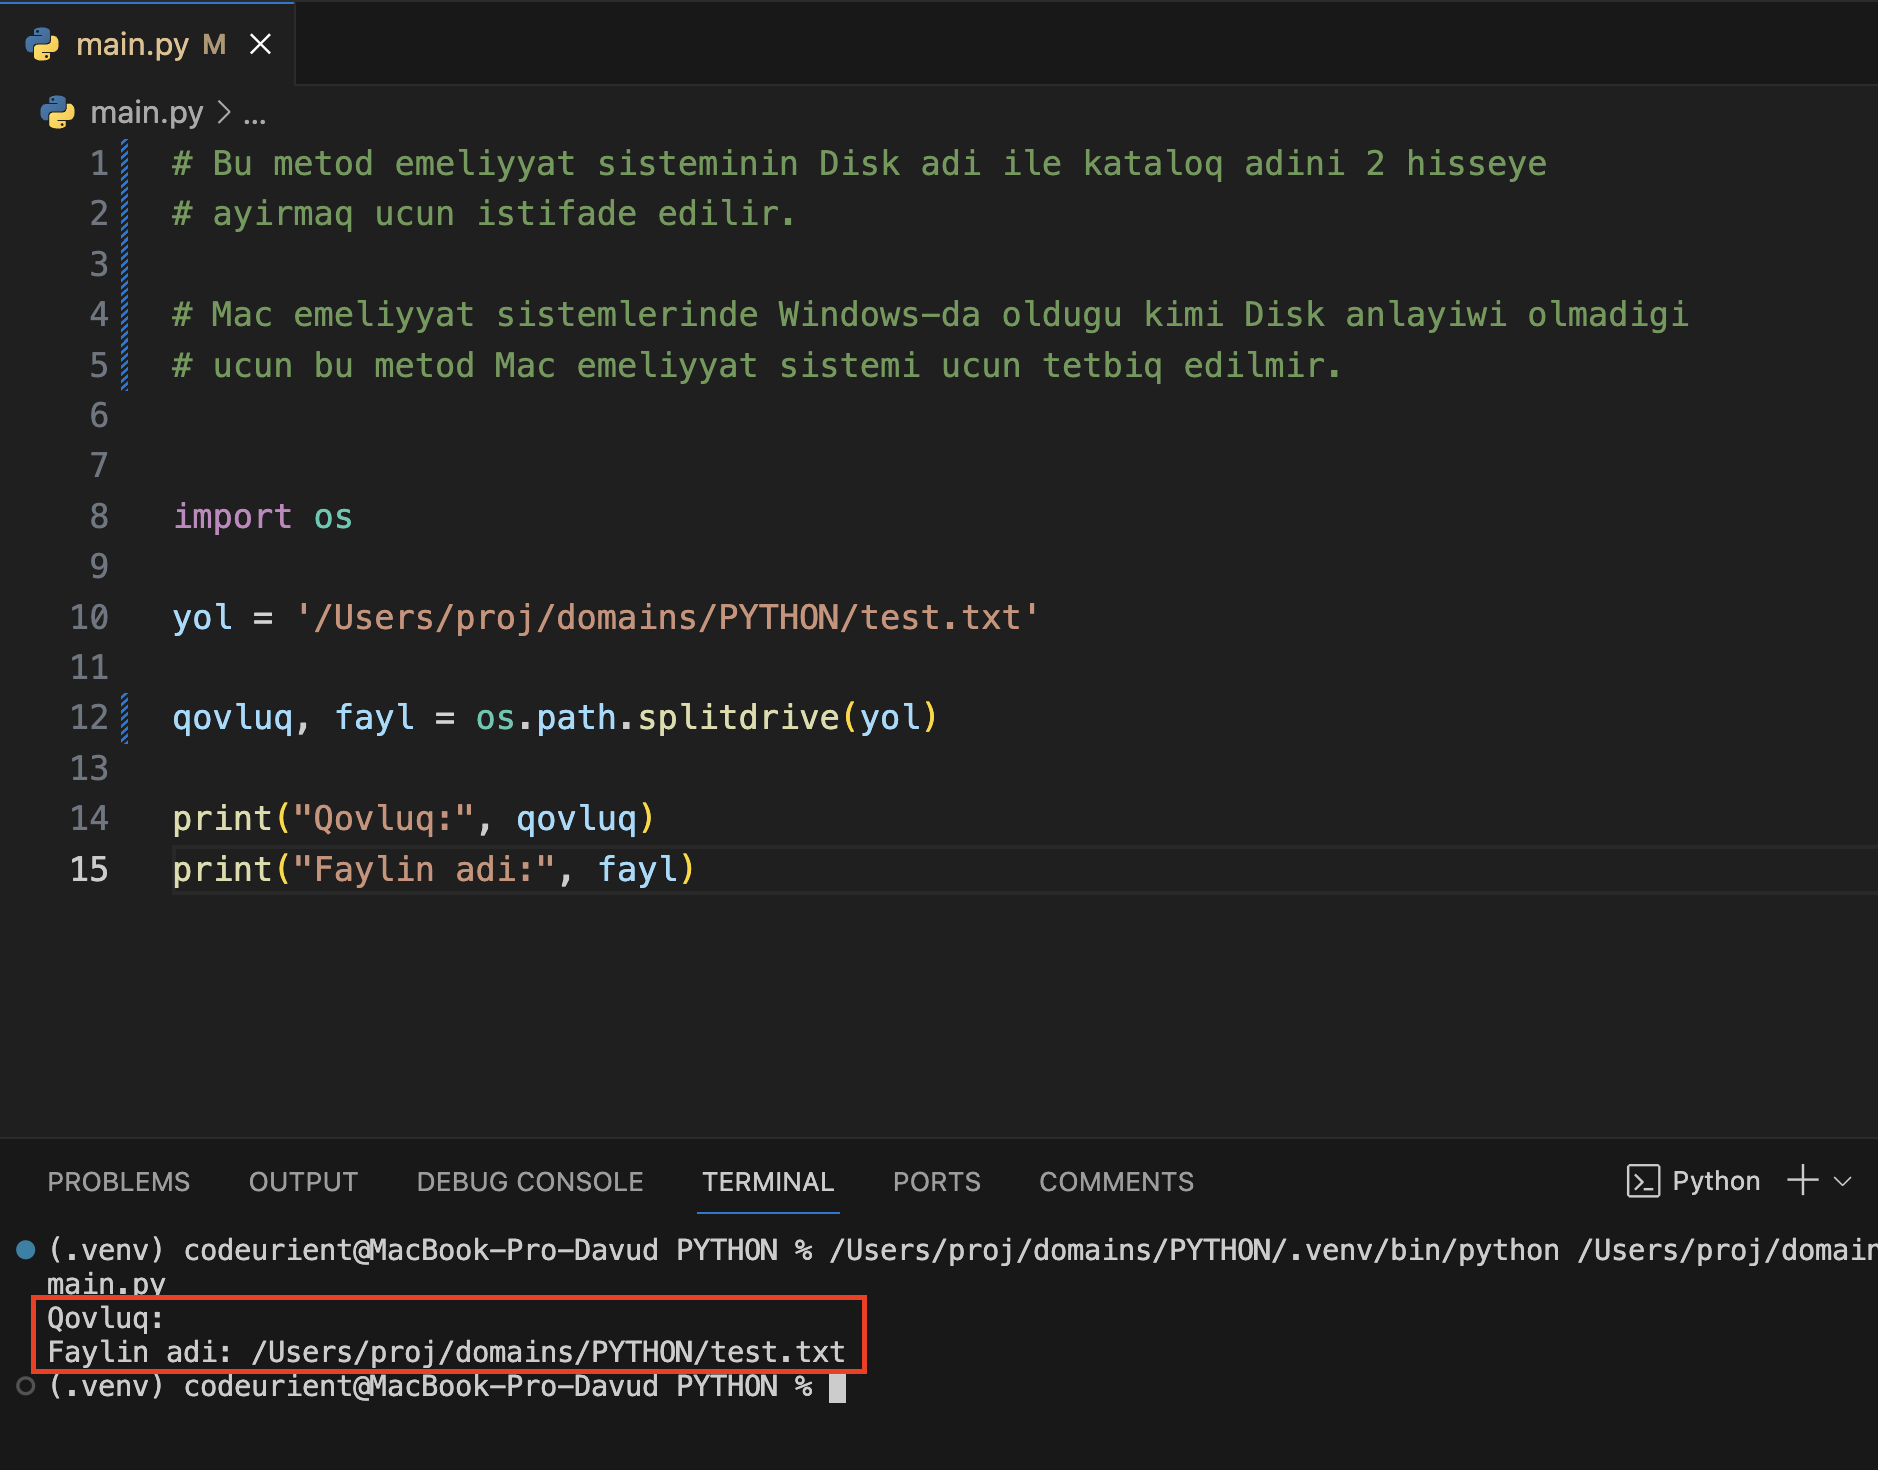 main.py M
main.py > ...
1 # Bu metod emeliyyat sisteminin Disk adi ile kataloq adini 2 hisseye
2 # ayirmaq ucun istifade edilir.
3
4 # Mac emeliyyat sistemlerinde Windows-da oldugu kimi Disk anlayiwi olmadigi
5 # ucun bu metod Mac emeliyyat sistemi ucun tetbiq edilmir.
6
7
8 import os
9
10 yol = '/Users/proj/domains/PYTHON/test.txt'
11
12 qovluq, fayl = os.path.splitdrive(yol)
13
14 print("Qovluq:", qovluq)
15 print("Faylin adi:", fayl)
PROBLEMS OUTPUT DEBUG CONSOLE TERMINAL PORTS COMMENTS Python
(.venv) codeurient@MacBook-Pro-Davud PYTHON % /Users/proj/domains/PYTHON/.venv/bin/python /Users/proj/domain
main.py
Qovluq:
Faylin adi: /Users/proj/domains/PYTHON/test.txt
(.venv) codeurient@MacBook-Pro-Davud PYTHON %